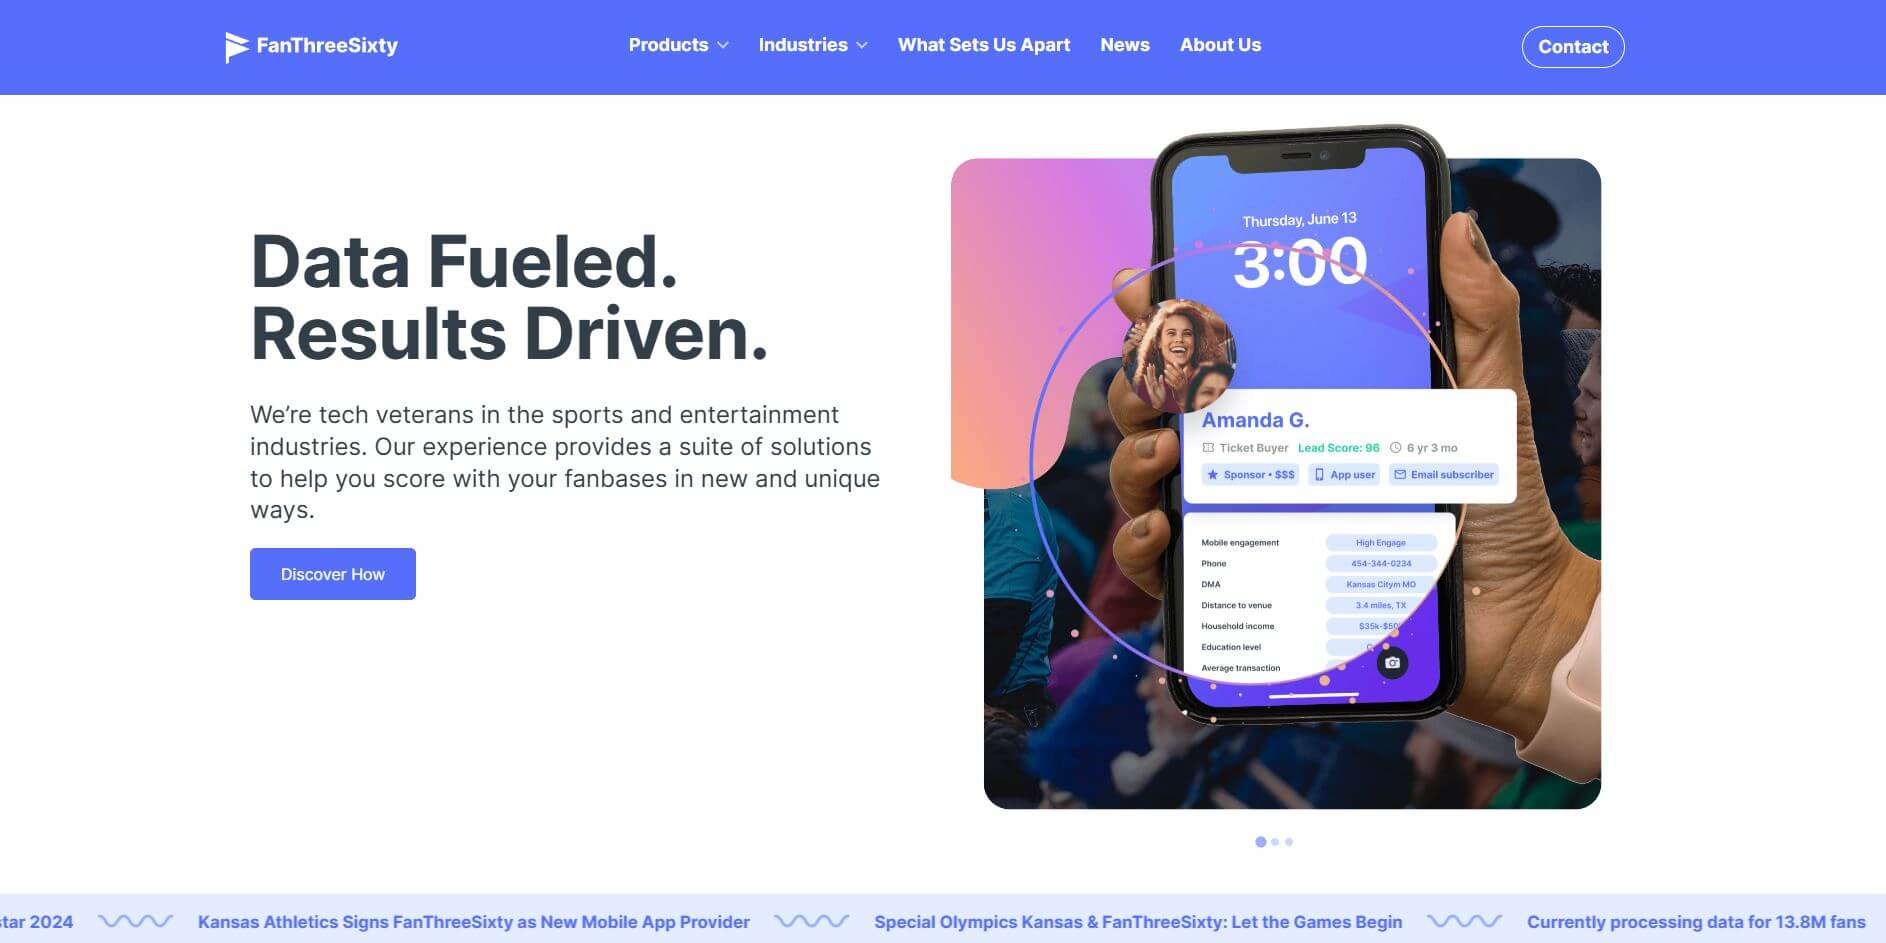 FanThreeSixty
Products
Industries
What Sets Us Apart
News
About Us
Contact
Data Fueled.
Results Driven.
We’re tech veterans in the sports and entertainment
industries. Our experience provides a suite of solutions
to help you score with your fanbases in new and unique
ways.
Discover How
Thursday, June 13
3:00
Amanda G.
Ticket Buyer Lead Score: 96 6 yr 3 mo
Sponsor • $$$ App user Email subscriber
Mobile engagement High Engage
Phone 454-344-0234
DMA Kansas Citym MO
Distance to venue 3.4 miles, TX
Household income $35k-$50
Education level
Average transaction
star 2024 Kansas Athletics Signs FanThreeSixty as New Mobile App Provider Special Olympics Kansas & FanThreeSixty: Let the Games Begin Currently processing data for 13.8M fans